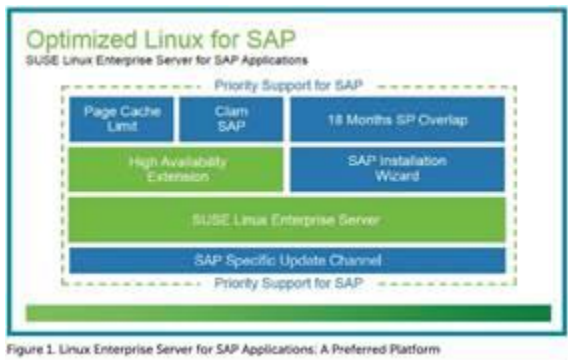 Optimized Linux for SAP
SUSE Linux Enterprise Server for SAP Applications
Priority Support for SAP
Page Cache
Limit
Clam
SAP
18 Months SP Overlap
High Availability
Extension
SAP Installation
Wizard
SUSE Linux Enterprise Server
SAP Specific Update Channel
Priority Support for SAP
Figure 1. Linux Enterprise Server for SAP Applications: A Preferred Platform